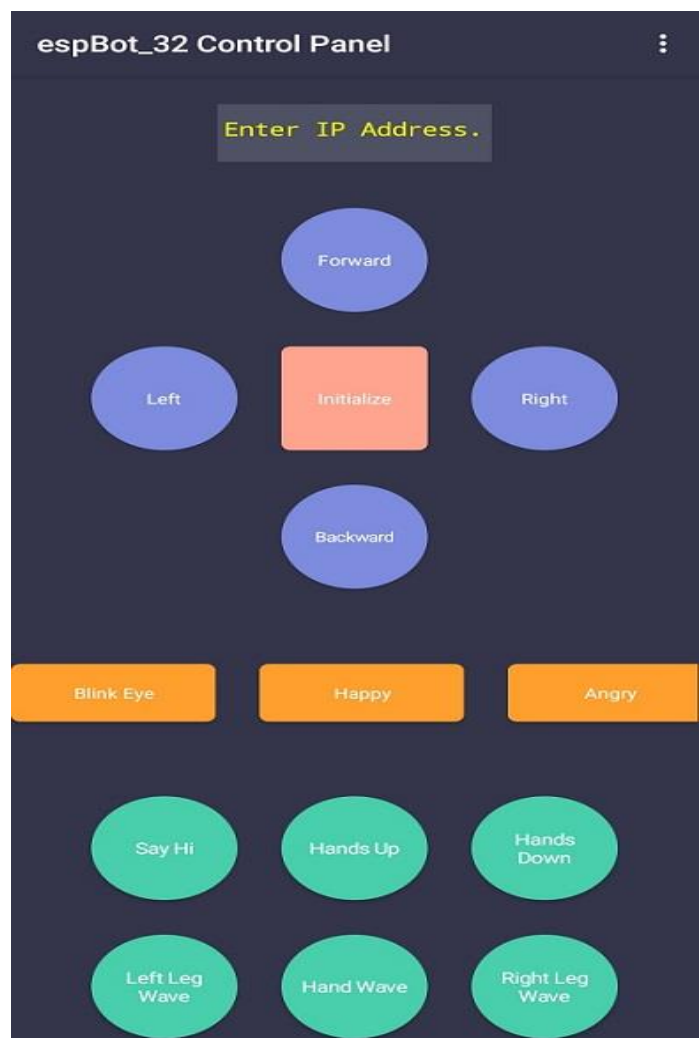 espBot_32 Control Panel
Enter IP Address.
Forward
Left
Initialize
Right
Backward
Blink Eye
Happy
Angry
Say Hi
Hands Up
Hands
Down
Left Leg
Wave
Hand Wave
Right Leg
Wave